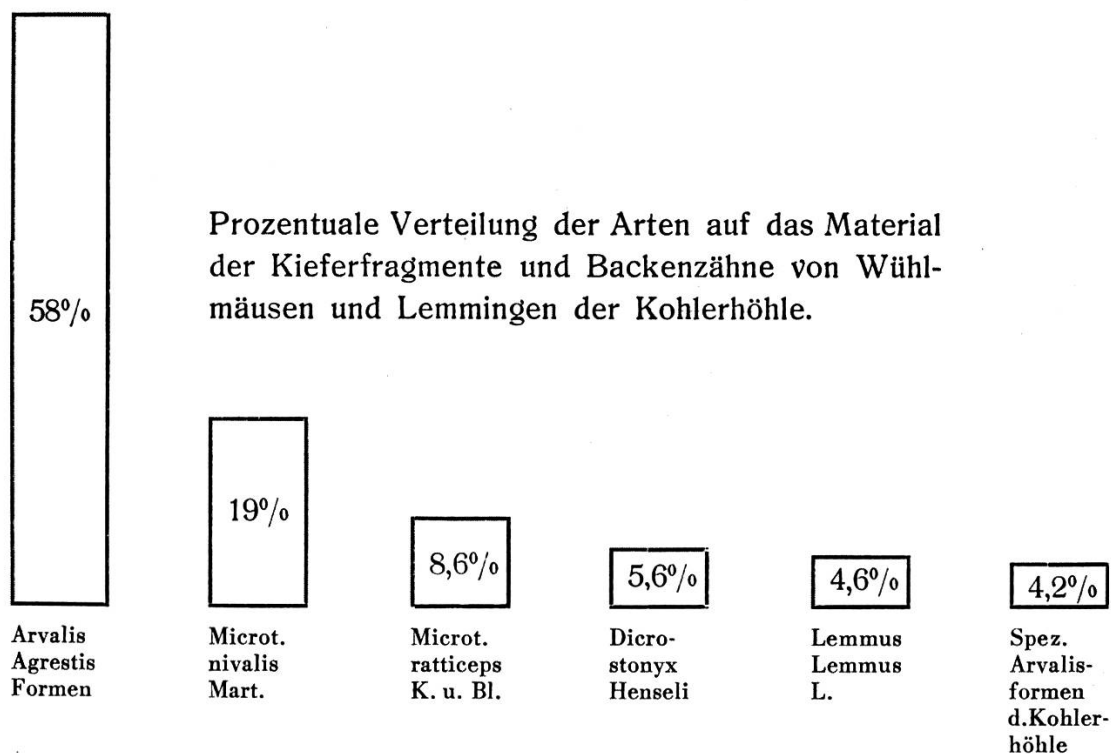 Prozentuale Verteilung der Arten auf das Material
der Kieferfragmente und Backenzähne von Wühl-
mäusen und Lemmingen der Kohlerhöhle.
58%
19%
8,6%
5,6%
4,6%
4,2%
Arvalis
Agrestis
Formen
Microt.
nivalis
Mart.
Microt.
ratticeps
K. u. Bl.
Dicro-
stonyx
Henseli
Lemmus
Lemmus
L.
Spez.
Arvalis-
formen
d.Kohler-
höhle